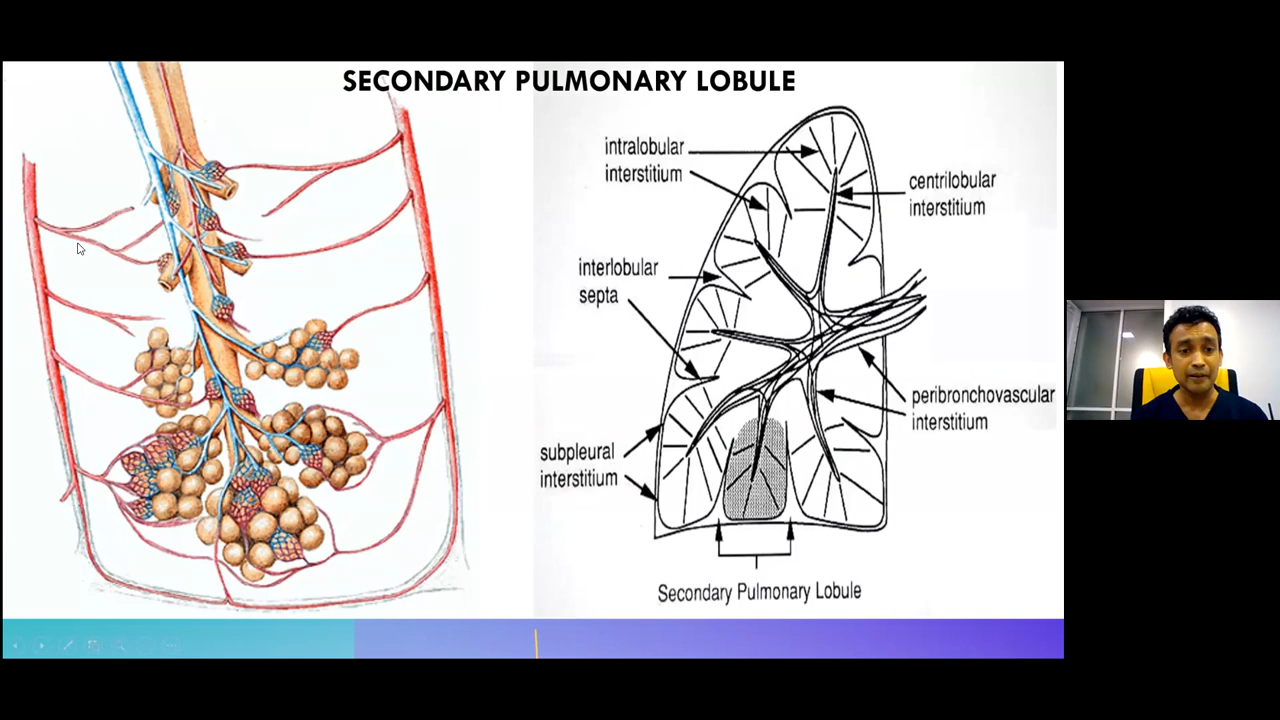 SECONDARY PULMONARY LOBULE
intralobular
interstitium
centrilobular
interstitium
interlobular
septa
peribronchovascular
interstitium
subpleural
interstitium
Secondary Pulmonary Lobule